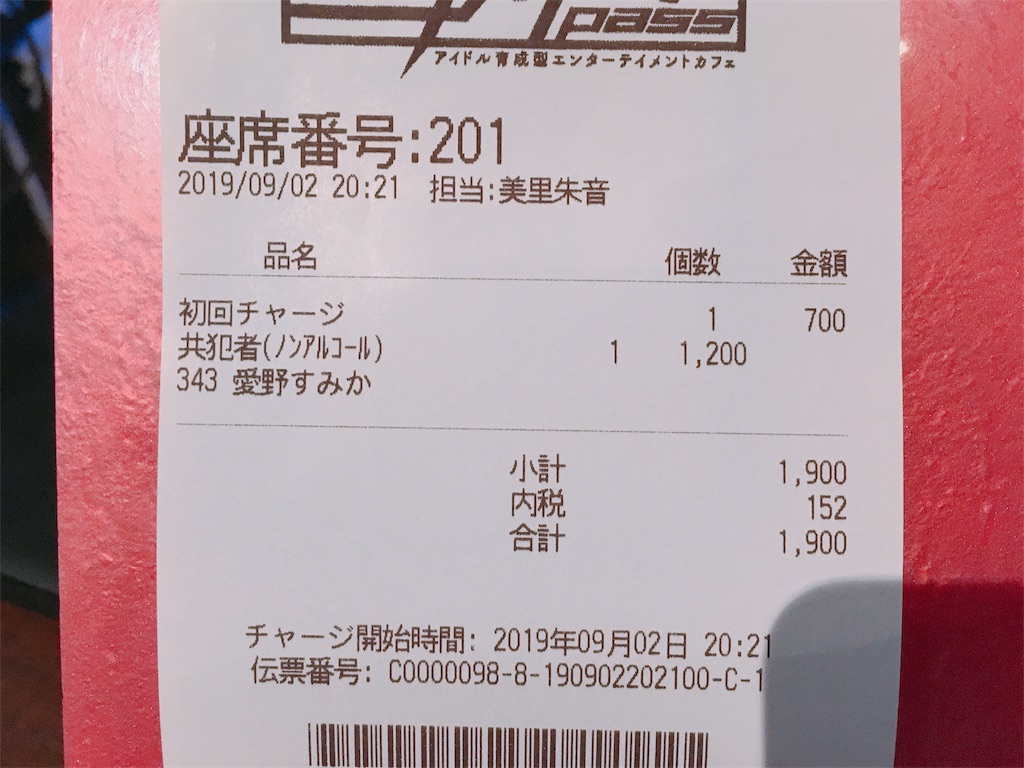 pass
アイドル育成型エンターテイメントカフェ
座席番号:201
2019/09/02 20:21 担当:美里朱音
品名 個数 金額
初回チャージ 1 700
共犯者(ﾉﾝｱﾙｺｰﾙ) 1 1,200
343 愛野すみか
小計 1,900
内税 152
合計 1,900
チャージ開始時間: 2019年09月02日 20:21
伝票番号: C0000098-8-190902202100-C-1